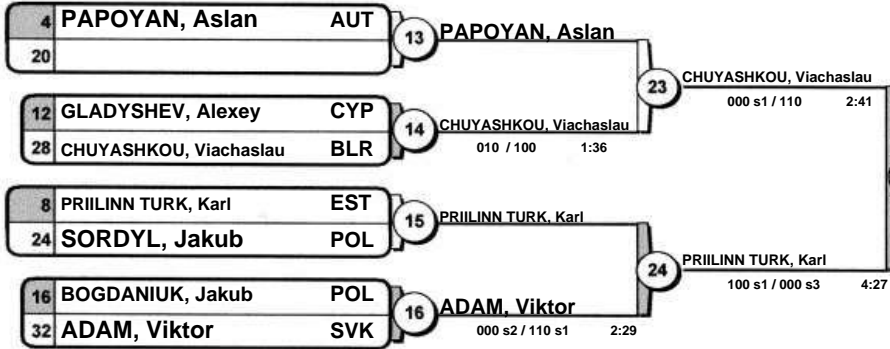 4 PAPOYAN, Aslan AUT
20
13 PAPOYAN, Aslan
12 GLADYSHEV, Alexey CYP
28 CHUYASHKOU, Viachaslau BLR
14 CHUYASHKOU, Viachaslau
010 / 100 1:36
23 CHUYASHKOU, Viachaslau
000 s1 / 110 2:41
8 PRIILINN TURK, Karl EST
24 SORDYL, Jakub POL
15 PRIILINN TURK, Karl
16 BOGDANIUK, Jakub POL
32 ADAM, Viktor SVK
16 ADAM, Viktor
000 s2 / 110 s1 2:29
24 PRIILINN TURK, Karl
100 s1 / 000 s3 4:27